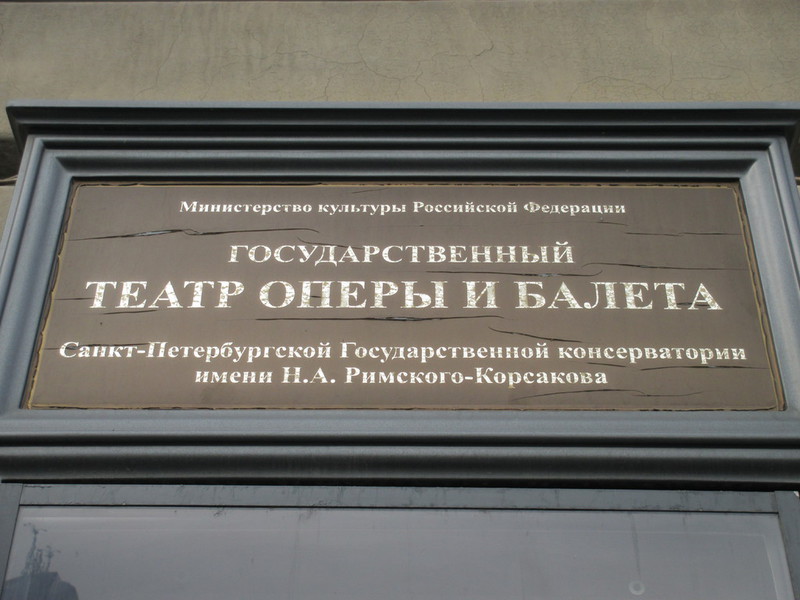 Министерство культуры Российской Федерации
ГОСУДАРСТВЕННЫЙ
ТЕАТР ОПЕРЫ И БАЛЕТА
Санкт-Петербургской Государственной консерватории
имени Н.А. Римского-Корсакова